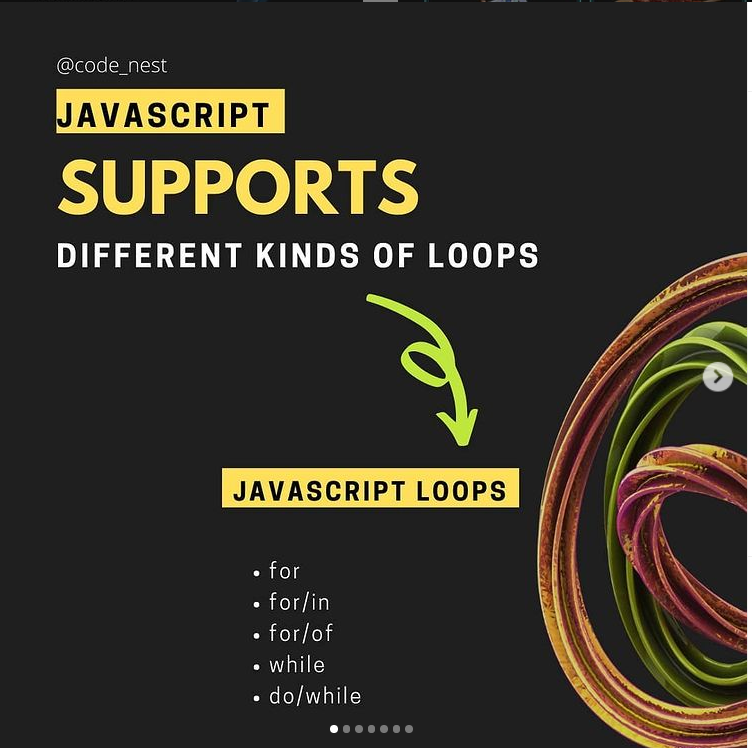 @code_nest
JAVASCRIPT
SUPPORTS
DIFFERENT KINDS OF LOOPS
JAVASCRIPT LOOPS
• for
• for/in
• for/of
• while
• do/while